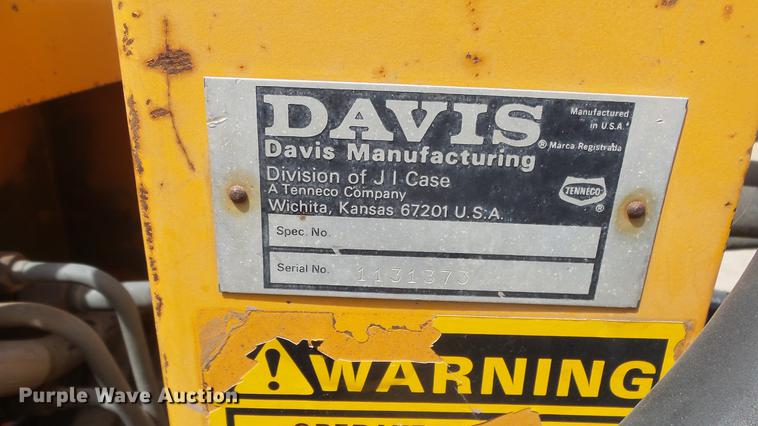 DAVIS®
Manufactured
in U.S.A.
Marca Registrada
Davis Manufacturing
Division of J I Case
A Tenneco Company
Wichita, Kansas 67201 U.S.A.
TENNECO
®
Spec No.
Serial No. 1131373
WARNING
Purple Wave Auction